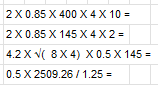 2 X 0.85 X 400 X 4 X 10 =
2 X 0.85 X 145 X 4 X 2 =
4.2 X √(  8 X 4)  X 0.5 X 145 =
0.5 X 2509.26 / 1.25 =